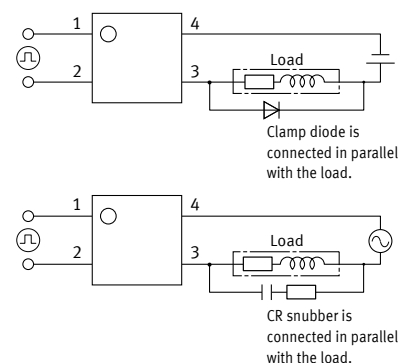 1
4
2
3
Load
Clamp diode is
connected in parallel
with the load.
1
4
2
3
Load
CR snubber is
connected in parallel
with the load.